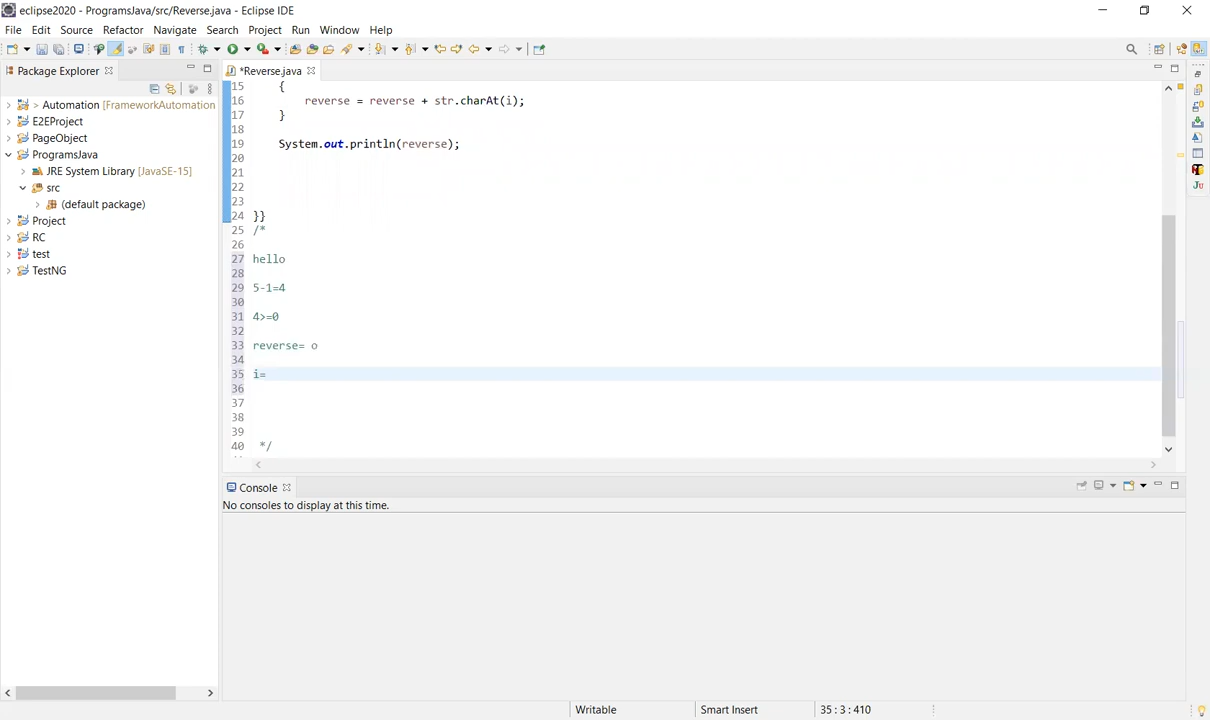 eclipse2020 - ProgramsJava/src/Reverse.java - Eclipse IDE
File Edit Source Refactor Navigate Search Project Run Window Help
Package Explorer
> Automation [FrameworkAutomation
E2EProject
PageObject
ProgramsJava
JRE System Library [JavaSE-15]
src
(default package)
Project
RC
test
TestNG
*Reverse.java
15 {
16 reverse = reverse + str.charAt(i);
17 }
18
19 System.out.println(reverse);
20
21
22
23
24 }}
25 /*
26
27 hello
28
29 5-1=4
30
31 4>=0
32
33 reverse= o
34
35 i=
36
37
38
39
40 */
Console
No consoles to display at this time.
Writable Smart Insert 35 : 3 : 410